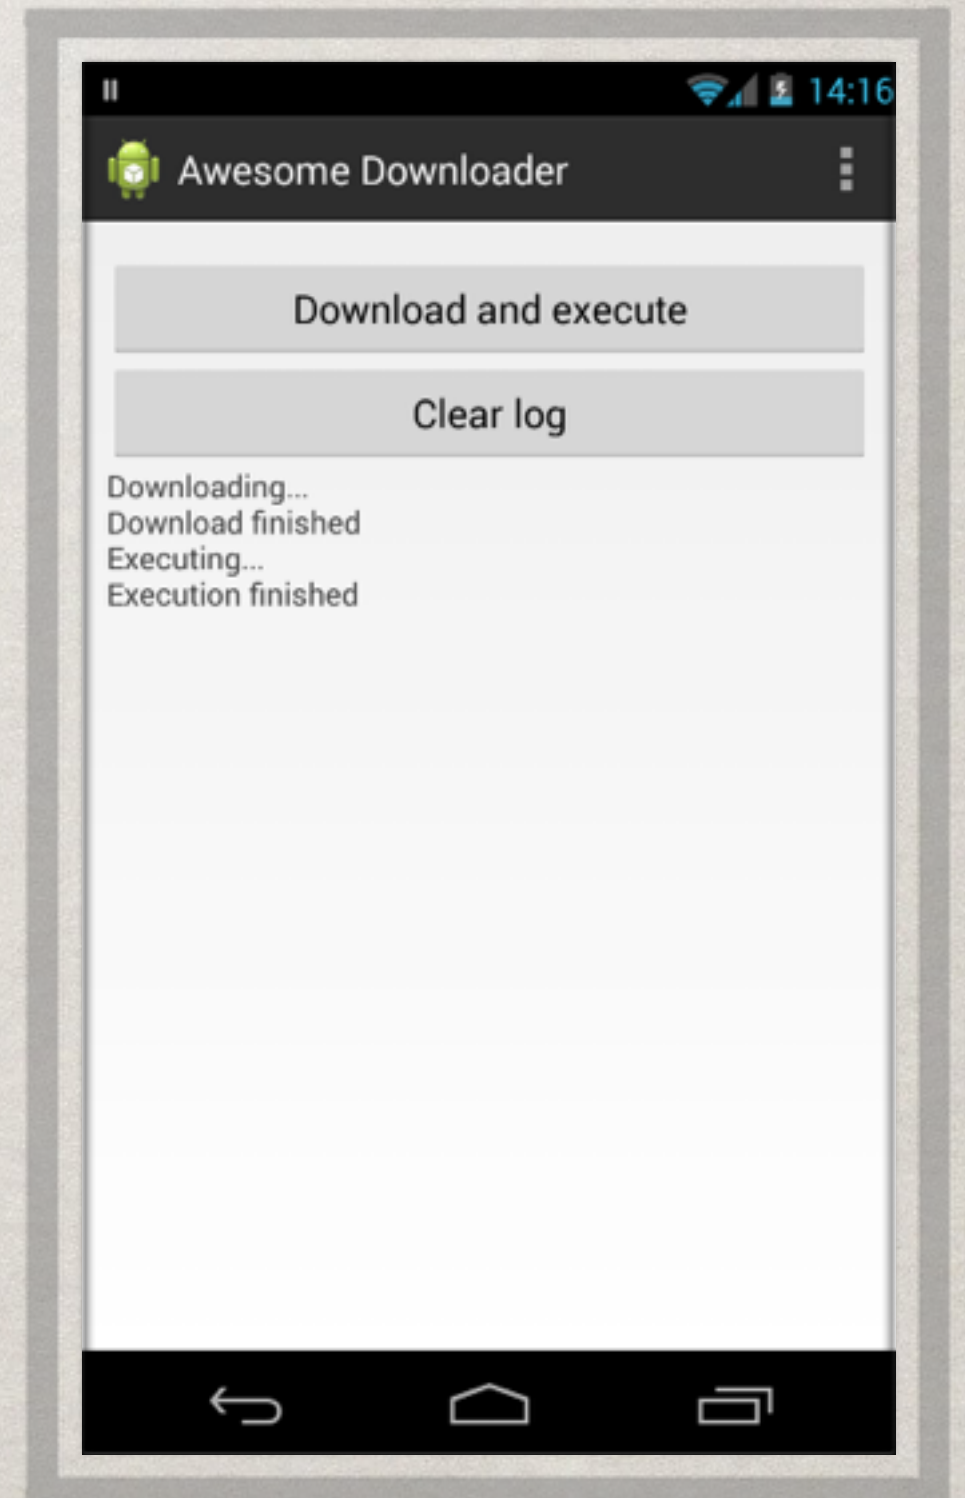 14:16
Awesome Downloader
Download and execute
Clear log
Downloading...
Download finished
Executing...
Execution finished